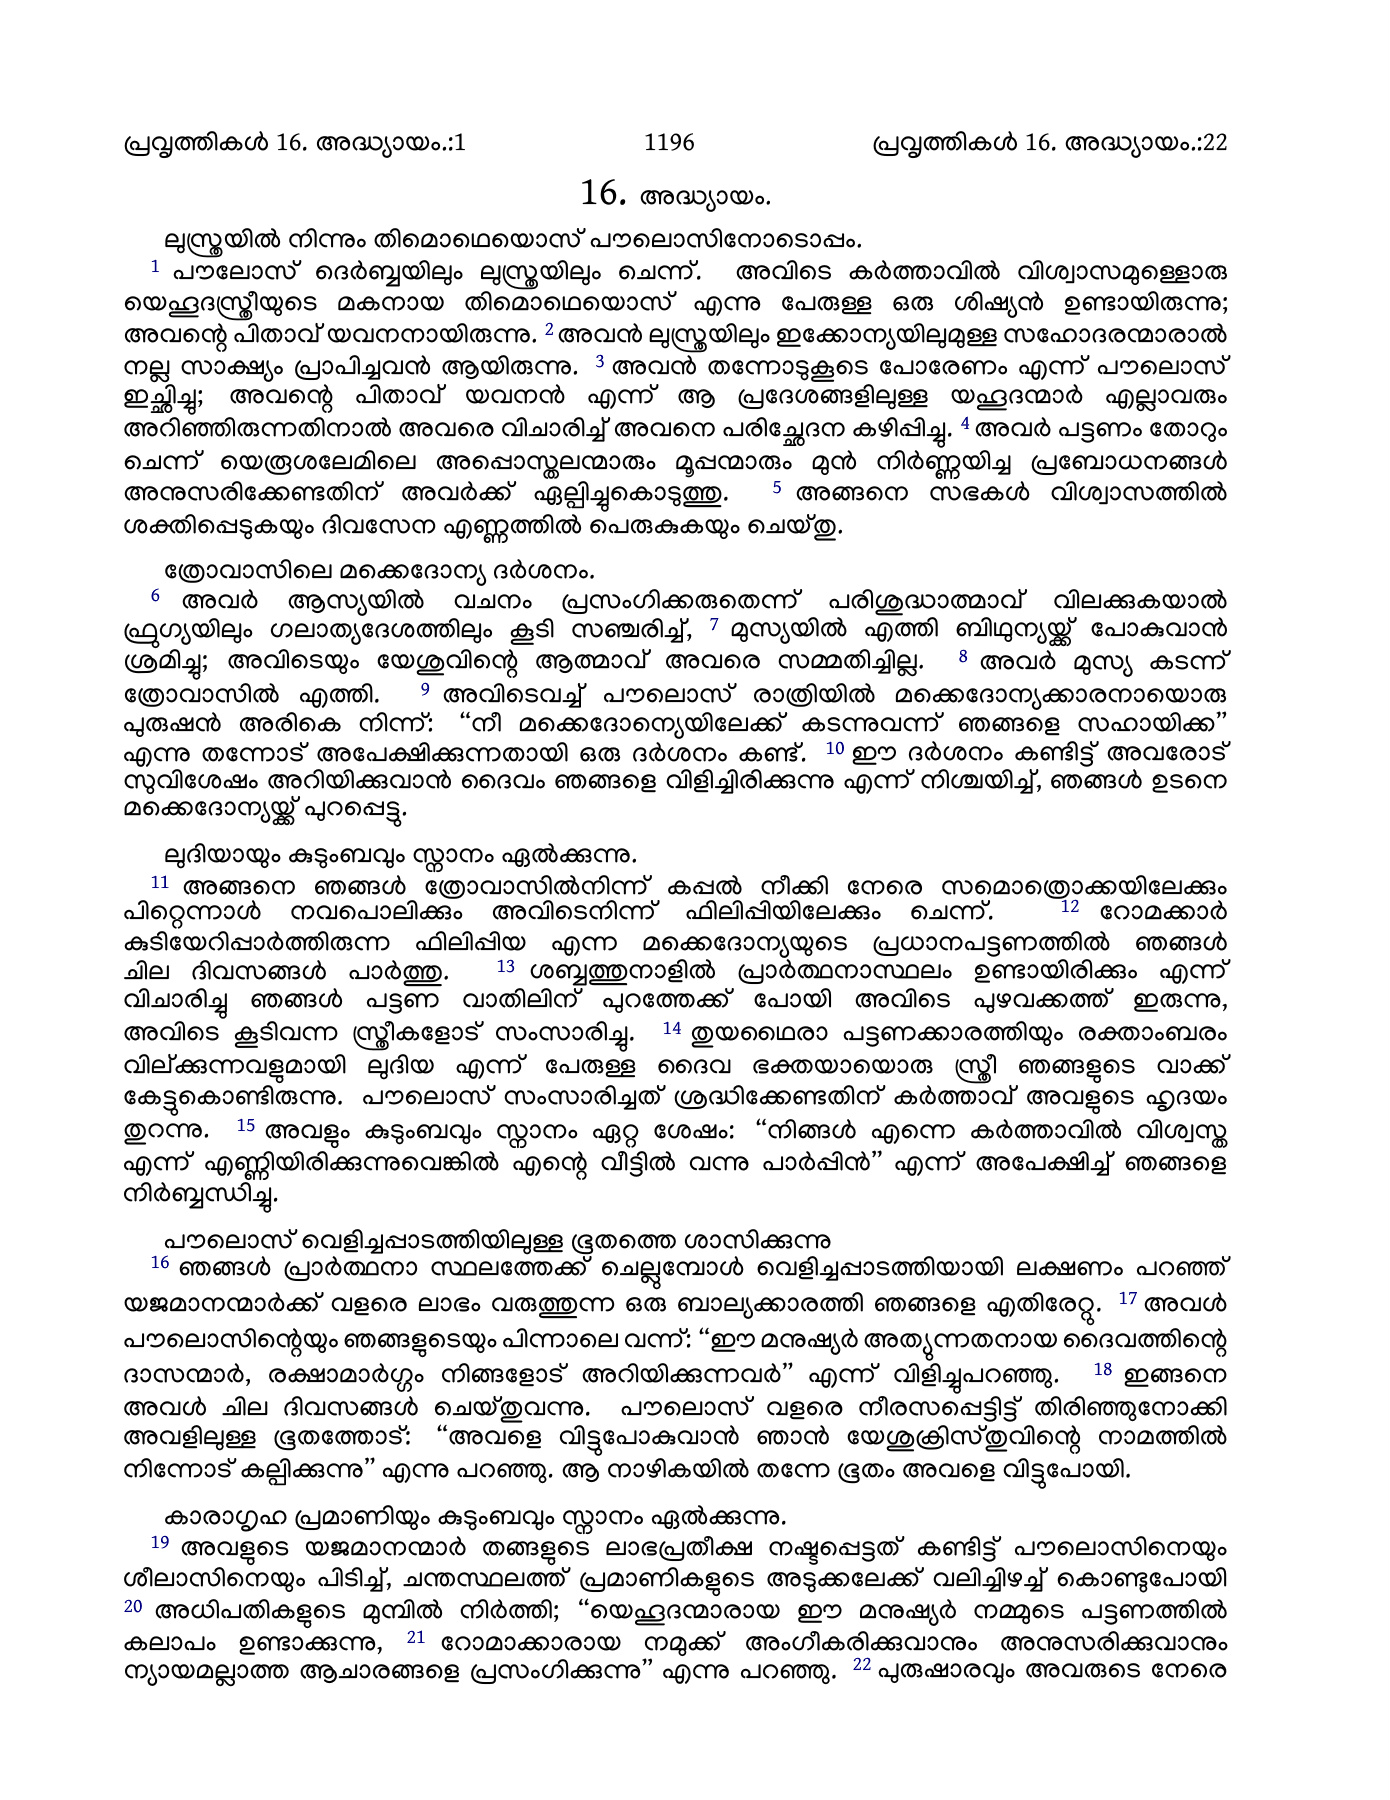 പ്രവൃത്തികൾ 16. അദ്ധ്യായം.:1 1196 പ്രവൃത്തികൾ 16. അദ്ധ്യായം.:22
16. അദ്ധ്യായം.
ലുസ്ത്രയിൽ നിന്നും തിമൊഥെയൊസ് പൗലൊസിനോടൊപ്പം.
1 പൗലോസ് ദെർബ്ബയിലും ലുസ്ത്രയിലും ചെന്ന്. അവിടെ കർത്താവിൽ വിശ്വാസമുള്ളൊരു
യെഹൂദസ്ത്രീയുടെ മകനായ തിമൊഥെയൊസ് എന്നു പേരുള്ള ഒരു ശിഷ്യൻ ഉണ്ടായിരുന്നു;
അവന്റെ പിതാവ് യവനനായിരുന്നു. 2 അവൻ ലുസ്ത്രയിലും ഇക്കോന്യയിലുമുള്ള സഹോദരന്മാരാൽ
നല്ല സാക്ഷ്യം പ്രാപിച്ചവൻ ആയിരുന്നു. 3 അവൻ തന്നോടുകൂടെ പോരേണം എന്ന് പൗലൊസ്
ഇച്ഛിച്ചു; അവന്റെ പിതാവ് യവനൻ എന്ന് ആ പ്രദേശങ്ങളിലുള്ള യഹൂദന്മാർ എല്ലാവരും
അറിഞ്ഞിരുന്നതിനാൽ അവരെ വിചാരിച്ച് അവനെ പരിച്ഛേദന കഴിപ്പിച്ചു. 4 അവർ പട്ടണം തോറും
ചെന്ന് യെരൂശലേമിലെ അപ്പൊസ്തലന്മാരും മൂപ്പന്മാരും മുൻ നിർണ്ണയിച്ച പ്രബോധനങ്ങൾ
അനുസരിക്കേണ്ടതിന് അവർക്ക് ഏല്പിച്ചുകൊടുത്തു. 5 അങ്ങനെ സഭകൾ വിശ്വാസത്തിൽ
ശക്തിപ്പെടുകയും ദിവസേന എണ്ണത്തിൽ പെരുകുകയും ചെയ്തു.
ത്രോവാസിലെ മക്കെദോന്യ ദർശനം.
6 അവർ ആസ്യയിൽ വചനം പ്രസംഗിക്കരുതെന്ന് പരിശുദ്ധാത്മാവ് വിലക്കുകയാൽ
ഫ്രുഗ്യയിലും ഗലാത്യദേശത്തിലും കൂടി സഞ്ചരിച്ച്, 7 മുസ്യയിൽ എത്തി ബിഥുന്യയ്ക്ക് പോകുവാൻ
ശ്രമിച്ചു; അവിടെയും യേശുവിന്റെ ആത്മാവ് അവരെ സമ്മതിച്ചില്ല. 8 അവർ മുസ്യ കടന്ന്
ത്രോവാസിൽ എത്തി. 9 അവിടെവച്ച് പൗലൊസ് രാത്രിയിൽ മക്കെദോന്യക്കാരനായൊരു
പുരുഷൻ അരികെ നിന്ന്: “നീ മക്കെദോന്യെയിലേക്ക് കടന്നുവന്ന് ഞങ്ങളെ സഹായിക്ക”
എന്നു തന്നോട് അപേക്ഷിക്കുന്നതായി ഒരു ദർശനം കണ്ട്. 10 ഈ ദർശനം കണ്ടിട്ട് അവരോട്
സുവിശേഷം അറിയിക്കുവാൻ ദൈവം ഞങ്ങളെ വിളിച്ചിരിക്കുന്നു എന്ന് നിശ്ചയിച്ച്, ഞങ്ങൾ ഉടനെ
മക്കെദോന്യയ്ക്ക് പുറപ്പെട്ടു.
ലുദിയായും കുടുംബവും സ്നാനം ഏൽക്കുന്നു.
11 അങ്ങനെ ഞങ്ങൾ ത്രോവാസിൽനിന്ന് കപ്പൽ നീക്കി നേരെ സമൊത്രൊക്കയിലേക്കും
പിറ്റെന്നാൾ നവപൊലിക്കും അവിടെനിന്ന് ഫിലിപ്പിയിലേക്കും ചെന്ന്. 12 റോമക്കാർ
കുടിയേറിപ്പാർത്തിരുന്ന ഫിലിപ്പിയ എന്ന മക്കെദോന്യയുടെ പ്രധാനപട്ടണത്തിൽ ഞങ്ങൾ
ചില ദിവസങ്ങൾ പാർത്തു. 13 ശബ്ബത്തുനാളിൽ പ്രാർത്ഥനാസ്ഥലം ഉണ്ടായിരിക്കും എന്ന്
വിചാരിച്ചു ഞങ്ങൾ പട്ടണ വാതിലിന് പുറത്തേക്ക് പോയി അവിടെ പുഴവക്കത്ത് ഇരുന്നു,
അവിടെ കൂടിവന്ന സ്ത്രീകളോട് സംസാരിച്ചു. 14 തുയഥൈരാ പട്ടണക്കാരത്തിയും രക്താംബരം
വില്ക്കുന്നവളുമായി ലുദിയ എന്ന് പേരുള്ള ദൈവ ഭക്തയായൊരു സ്ത്രീ ഞങ്ങളുടെ വാക്ക്
കേട്ടുകൊണ്ടിരുന്നു. പൗലൊസ് സംസാരിച്ചത് ശ്രദ്ധിക്കേണ്ടതിന് കർത്താവ് അവളുടെ ഹൃദയം
തുറന്നു. 15 അവളും കുടുംബവും സ്നാനം ഏറ്റ ശേഷം: “നിങ്ങൾ എന്നെ കർത്താവിൽ വിശ്വസ്ത
എന്ന് എണ്ണിയിരിക്കുന്നുവെങ്കിൽ എന്റെ വീട്ടിൽ വന്നു പാർപ്പിൻ” എന്ന് അപേക്ഷിച്ച് ഞങ്ങളെ
നിർബ്ബന്ധിച്ചു.
പൗലൊസ് വെളിച്ചപ്പാടത്തിയിലുള്ള ഭൂതത്തെ ശാസിക്കുന്നു
16 ഞങ്ങൾ പ്രാർത്ഥനാ സ്ഥലത്തേക്ക് ചെല്ലുമ്പോൾ വെളിച്ചപ്പാടത്തിയായി ലക്ഷണം പറഞ്ഞ്
യജമാനന്മാർക്ക് വളരെ ലാഭം വരുത്തുന്ന ഒരു ബാല്യക്കാരത്തി ഞങ്ങളെ എതിരേറ്റു. 17 അവൾ
പൗലൊസിന്റെയും ഞങ്ങളുടെയും പിന്നാലെ വന്ന്: “ഈ മനുഷ്യർ അത്യുന്നതനായ ദൈവത്തിന്റെ
ദാസന്മാർ, രക്ഷാമാർഗ്ഗം നിങ്ങളോട് അറിയിക്കുന്നവർ” എന്ന് വിളിച്ചുപറഞ്ഞു. 18 ഇങ്ങനെ
അവൾ ചില ദിവസങ്ങൾ ചെയ്തുവന്നു. പൗലൊസ് വളരെ നീരസപ്പെട്ടിട്ട് തിരിഞ്ഞുനോക്കി
അവളിലുള്ള ഭൂതത്തോട്: “അവളെ വിട്ടുപോകുവാൻ ഞാൻ യേശുക്രിസ്തുവിന്റെ നാമത്തിൽ
നിന്നോട് കല്പിക്കുന്നു” എന്നു പറഞ്ഞു. ആ നാഴികയിൽ തന്നേ ഭൂതം അവളെ വിട്ടുപോയി.
കാരാഗൃഹ പ്രമാണിയും കുടുംബവും സ്നാനം ഏൽക്കുന്നു.
19 അവളുടെ യജമാനന്മാർ തങ്ങളുടെ ലാഭപ്രതീക്ഷ നഷ്ടപ്പെട്ടത് കണ്ടിട്ട് പൗലൊസിനെയും
ശീലാസിനെയും പിടിച്ച്, ചന്തസ്ഥലത്ത് പ്രമാണികളുടെ അടുക്കലേക്ക് വലിച്ചിഴച്ച് കൊണ്ടുപോയി
20 അധിപതികളുടെ മുമ്പിൽ നിർത്തി; “യെഹൂദന്മാരായ ഈ മനുഷ്യർ നമ്മുടെ പട്ടണത്തിൽ
കലാപം ഉണ്ടാക്കുന്നു, 21 റോമാക്കാരായ നമുക്ക് അംഗീകരിക്കുവാനും അനുസരിക്കുവാനും
ന്യായമല്ലാത്ത ആചാരങ്ങളെ പ്രസംഗിക്കുന്നു” എന്നു പറഞ്ഞു. 22 പുരുഷാരവും അവരുടെ നേരെ